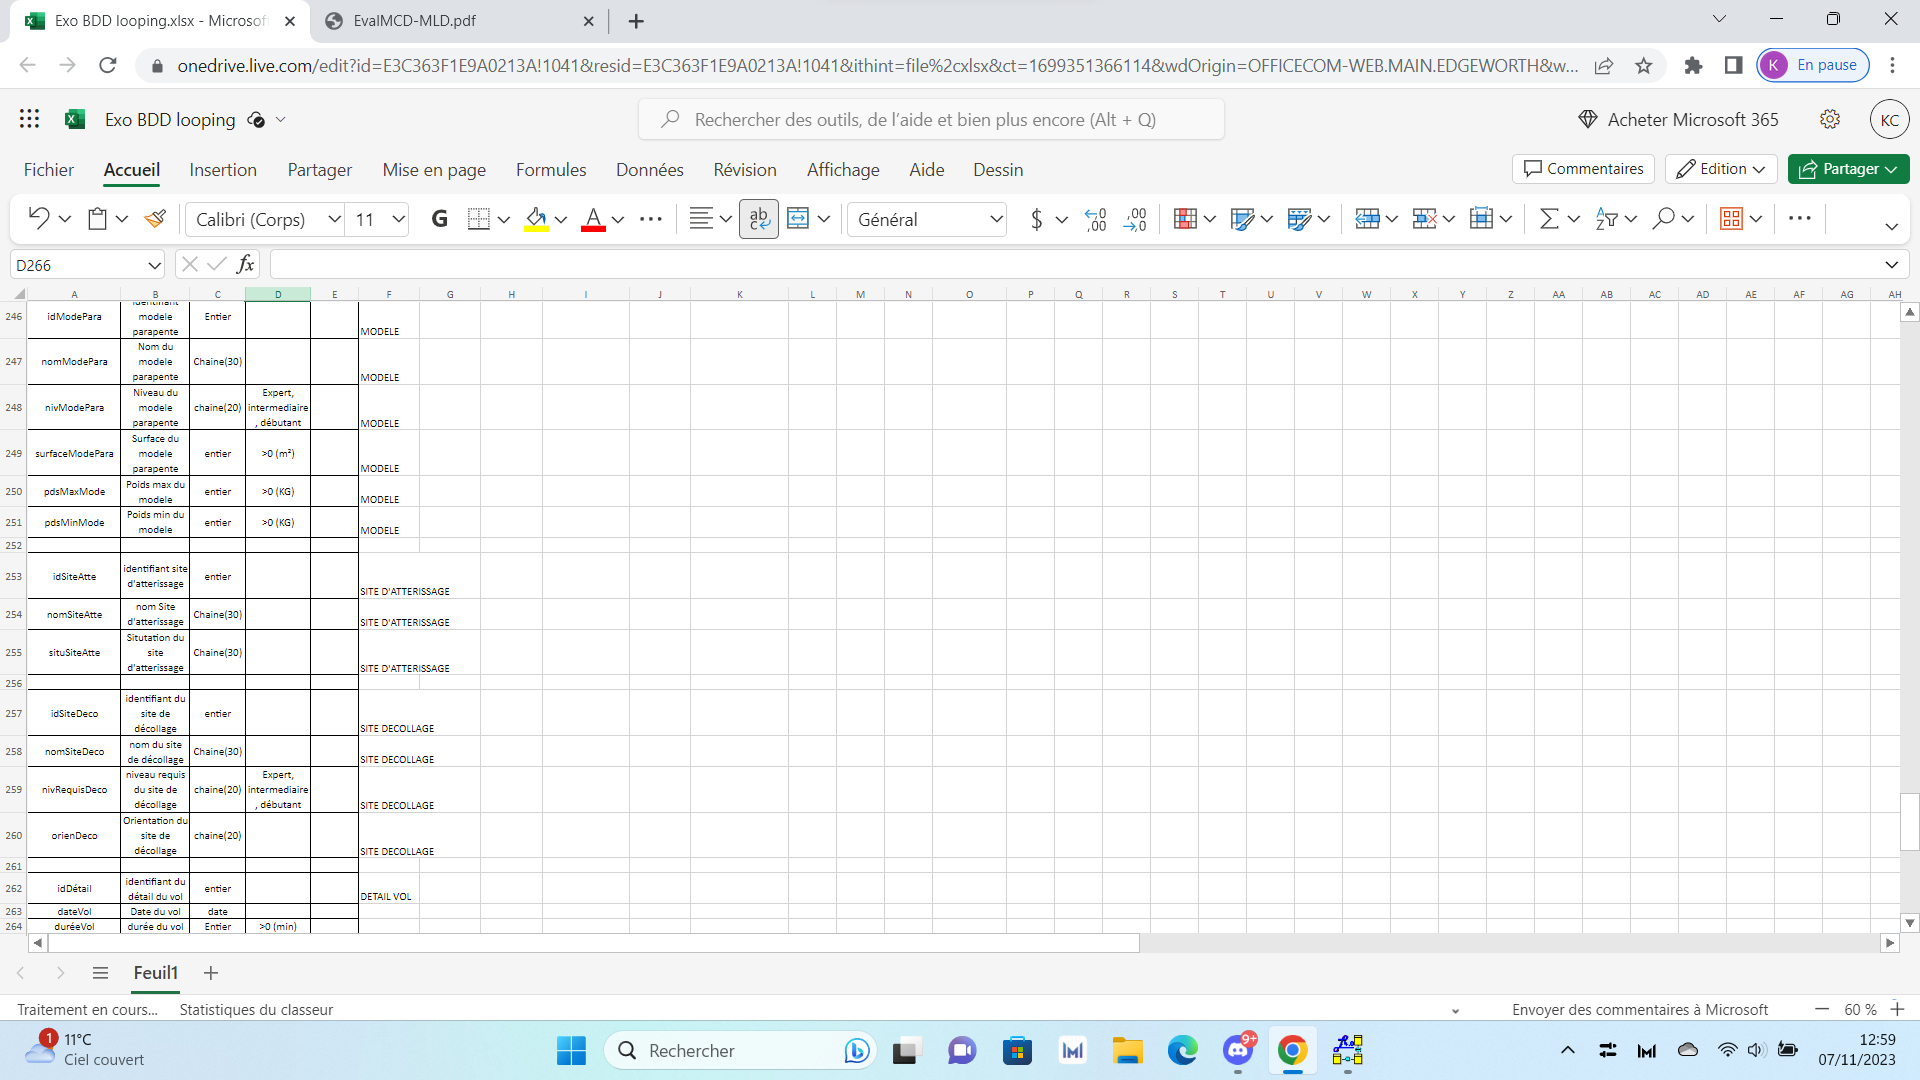 Exo BDD looping.xlsx - Microsof
EvalMCD-MLD.pdf
onedrive.live.com/edit?id=E3C363F1E9A0213A!1041&resid=E3C363F1E9A0213A!1041&ithint=file%2cxlsx&ct=1699351366114&wdOrigin=OFFICECOM-WEB.MAIN.EDGEWORTH&w...
K En pause
Exo BDD looping
Rechercher des outils, de l'aide et bien plus encore (Alt + Q)
Acheter Microsoft 365
KC
Fichier Accueil Insertion Partager Mise en page Formules Données Révision Affichage Aide Dessin
Commentaires Edition Partager
Calibri (Corps) 11 G A ab c Général $ ,00 ,00
D266 fx
A B C D E F G H I J K L M N O P Q R S T U V W X Y Z AA AB AC AD AE AF AG AH
246 idModePara identifiant modele parapente Entier MODELE
247 nomModePara Nom du modele parapente Chaine(30) MODELE
248 nivModePara Niveau du modele parapente chaine(20) Expert, intermediaire , débutant MODELE
249 surfaceModePara Surface du modele parapente entier >0 (m²) MODELE
250 pdsMaxMode Poids max du modele entier >0 (KG) MODELE
251 pdsMinMode Poids min du modele entier >0 (KG) MODELE
252
253 idSiteAtte identifiant site d'atterissage entier SITE D'ATTERISSAGE
254 nomSiteAtte nom Site d'atterissage Chaine(30) SITE D'ATTERISSAGE
255 situSiteAtte Situtation du site d'atterissage Chaine(30) SITE D'ATTERISSAGE
256
257 idSiteDeco identifiant du site de décollage entier SITE DECOLLAGE
258 nomSiteDeco nom du site de décollage Chaine(30) SITE DECOLLAGE
259 nivRequisDeco niveau requis du site de décollage chaine(20) Expert, intermediaire , débutant SITE DECOLLAGE
260 orienDeco Orientation du site de décollage chaine(20) SITE DECOLLAGE
261
262 idDétail identifiant du détail du vol entier DETAIL VOL
263 dateVol Date du vol date
264 duréeVol durée du vol Entier >0 (min)
Feuil1
Traitement en cours... Statistiques du classeur
Envoyer des commentaires à Microsoft 60 %
1 11°C
Ciel couvert
Rechercher
9+
12:59
07/11/2023